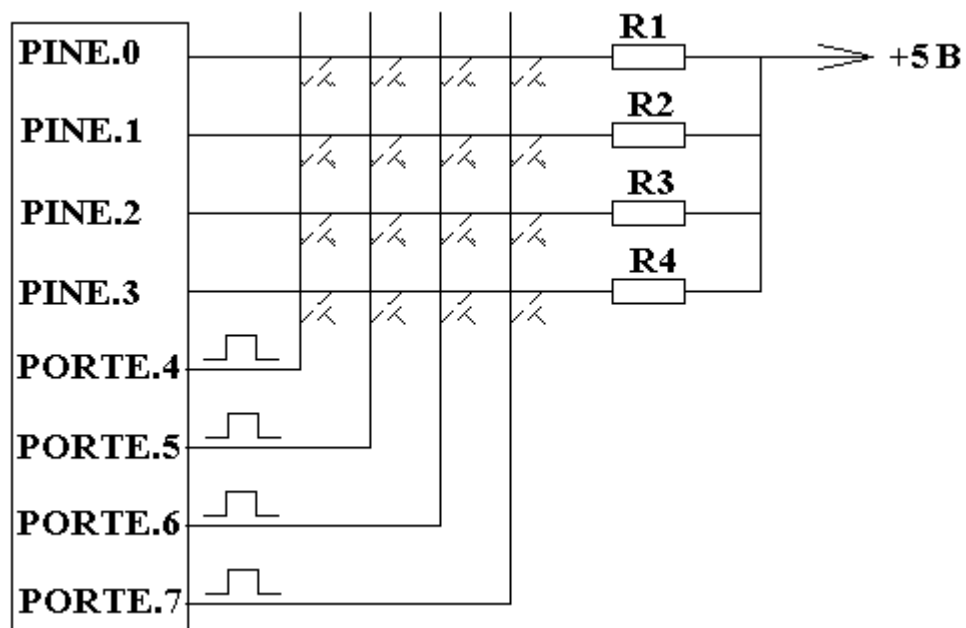 PINE.0
R1
+5 В
PINE.1
R2
PINE.2
R3
PINE.3
R4
PORTE.4
PORTE.5
PORTE.6
PORTE.7